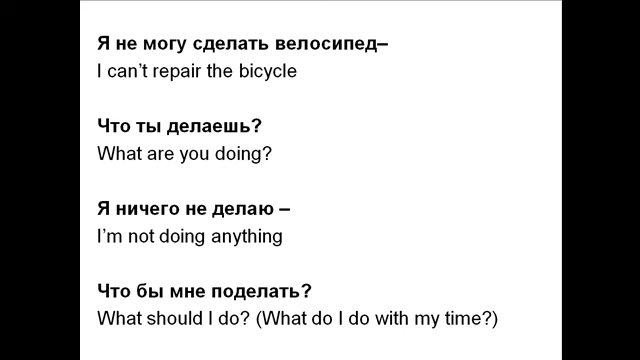 Я не могу сделать велосипед–
I can't repair the bicycle
Что ты делаешь?
What are you doing?
Я ничего не делаю –
I'm not doing anything
Что бы мне поделать?
What should I do? (What do I do with my time?)